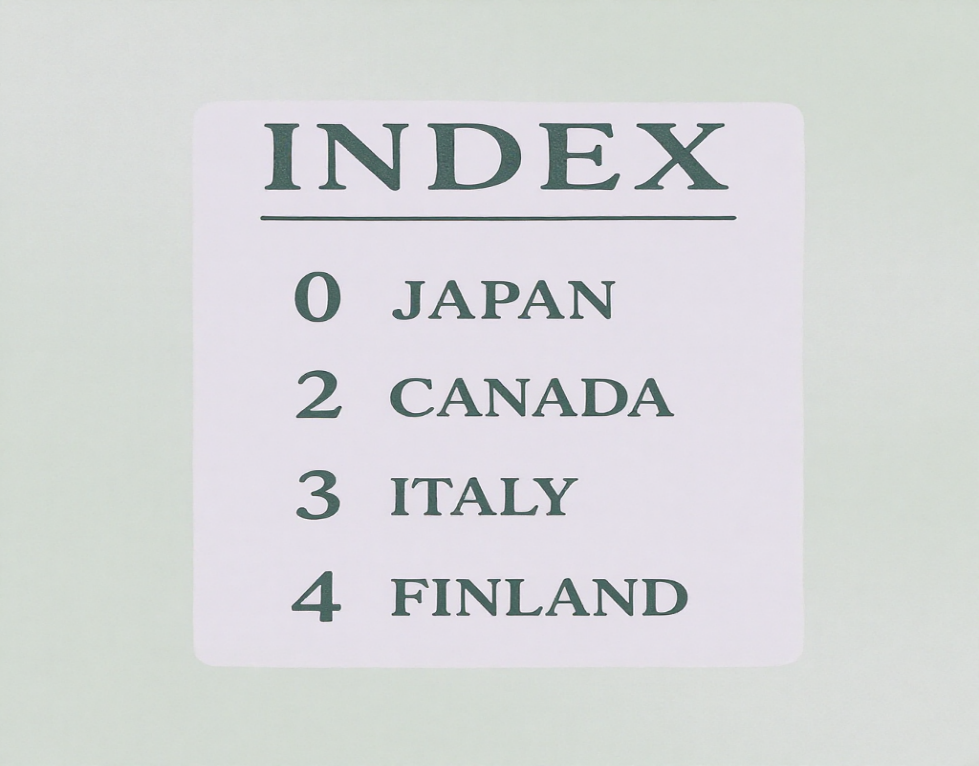 INDEX
0 JAPAN
2 CANADA
3 ITALY
4 FINLAND